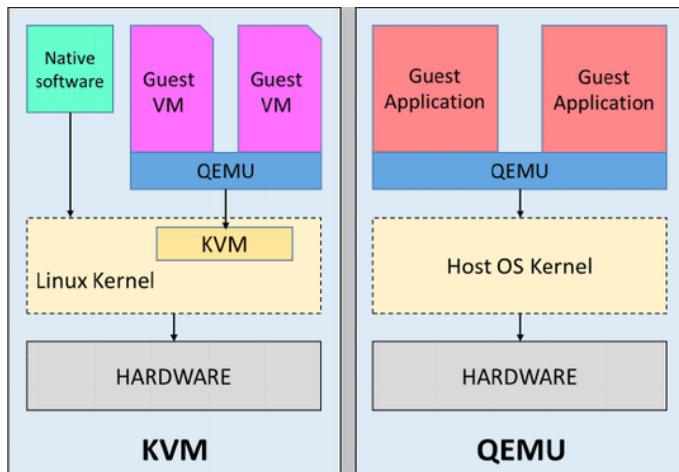 Native
software
Guest
VM
Guest
VM
QEMU
KVM
Linux Kernel
HARDWARE
KVM
Guest
Application
Guest
Application
QEMU
Host OS Kernel
HARDWARE
QEMU